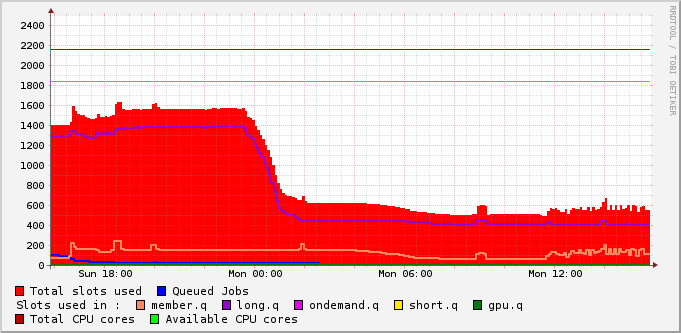 RRDTOOL / TOBI OETIKER
2400
2200
2000
1800
1600
1400
1200
1000
800
600
400
200
0
Sun 18:00 Mon 00:00 Mon 06:00 Mon 12:00
Total slots used Queued Jobs
Slots used in : member.q long.q ondemand.q short.q gpu.q
Total CPU cores Available CPU cores